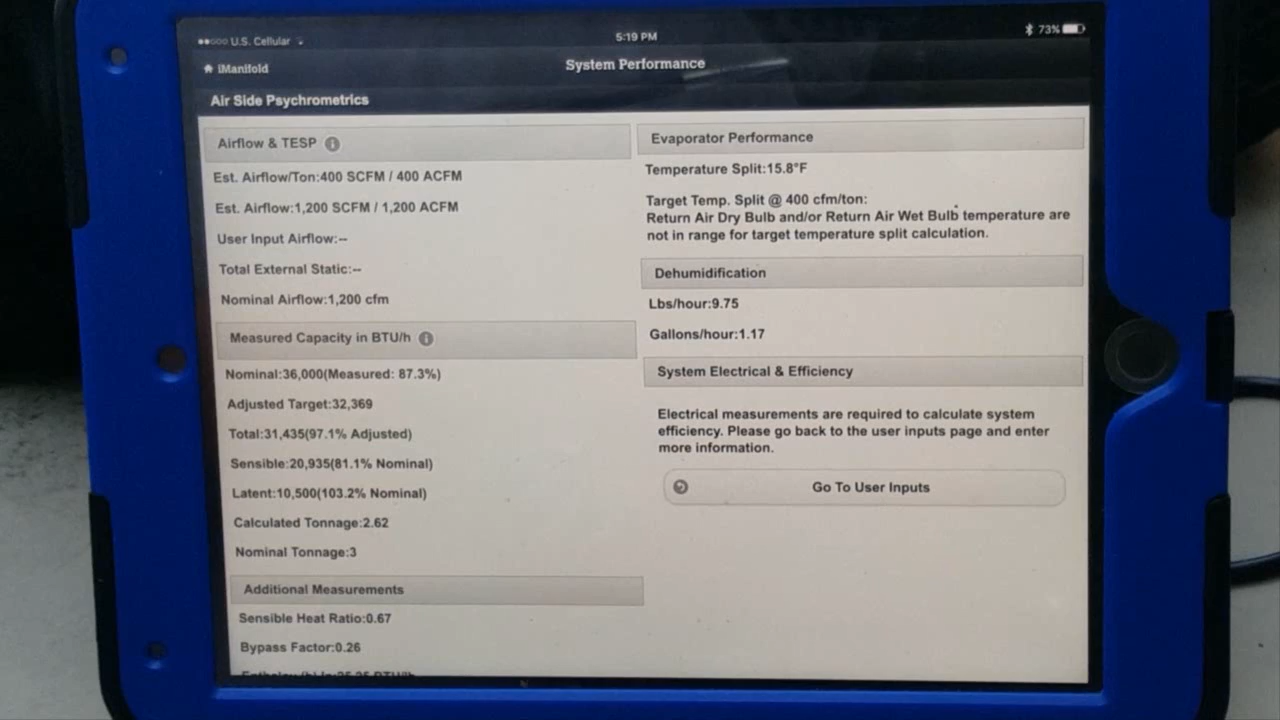 U.S. Cellular
5:19 PM
73%
iManifold
System Performance
Air Side Psychrometrics
Airflow & TESP
Est. Airflow/Ton:400 SCFM / 400 ACFM
Est. Airflow:1,200 SCFM / 1,200 ACFM
User Input Airflow:--
Total External Static:--
Nominal Airflow:1,200 cfm
Measured Capacity in BTU/h
Nominal:36,000(Measured: 87.3%)
Adjusted Target:32,369
Total:31,435(97.1% Adjusted)
Sensible:20,935(81.1% Nominal)
Latent:10,500(103.2% Nominal)
Calculated Tonnage:2.62
Nominal Tonnage:3
Additional Measurements
Sensible Heat Ratio:0.67
Bypass Factor:0.26
Evaporator Performance
Temperature Split:15.8°F
Target Temp. Split @ 400 cfm/ton:
Return Air Dry Bulb and/or Return Air Wet Bulb temperature are
not in range for target temperature split calculation.
Dehumidification
Lbs/hour:9.75
Gallons/hour:1.17
System Electrical & Efficiency
Electrical measurements are required to calculate system
efficiency. Please go back to the user inputs page and enter
more information.
Go To User Inputs